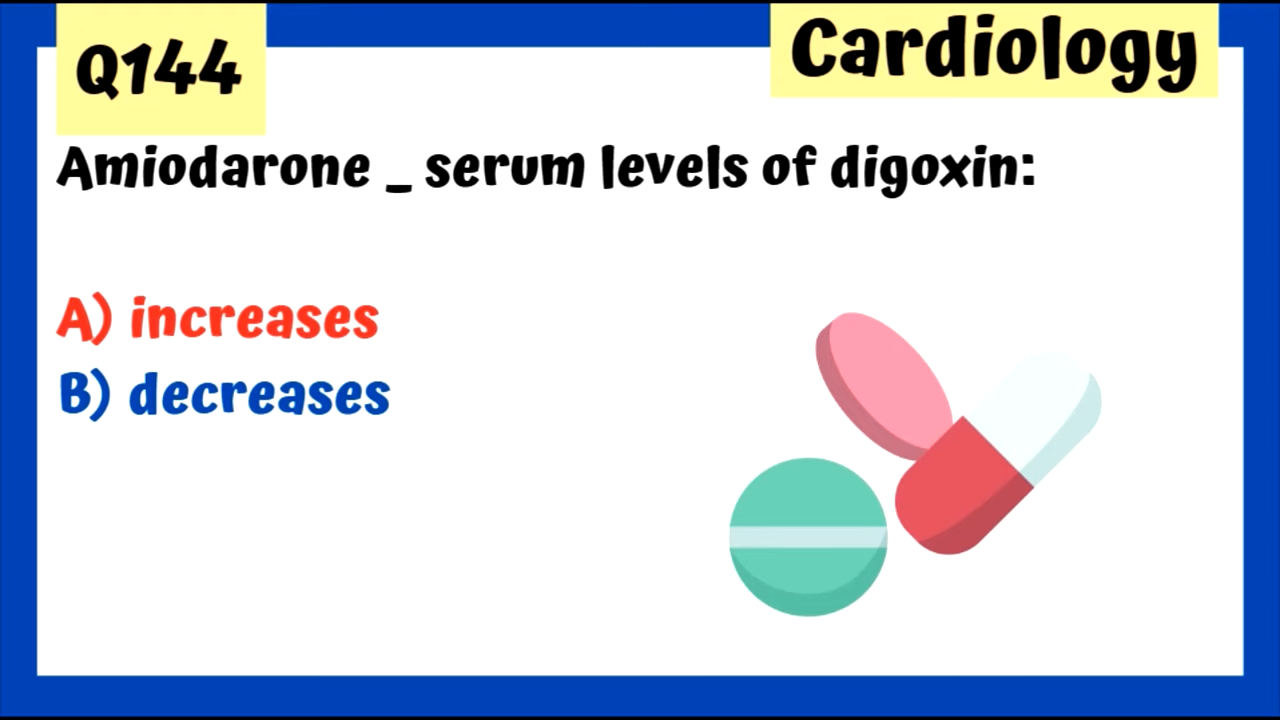 Q144
Cardiology
Amiodarone _ serum levels of digoxin:
A) increases
B) decreases